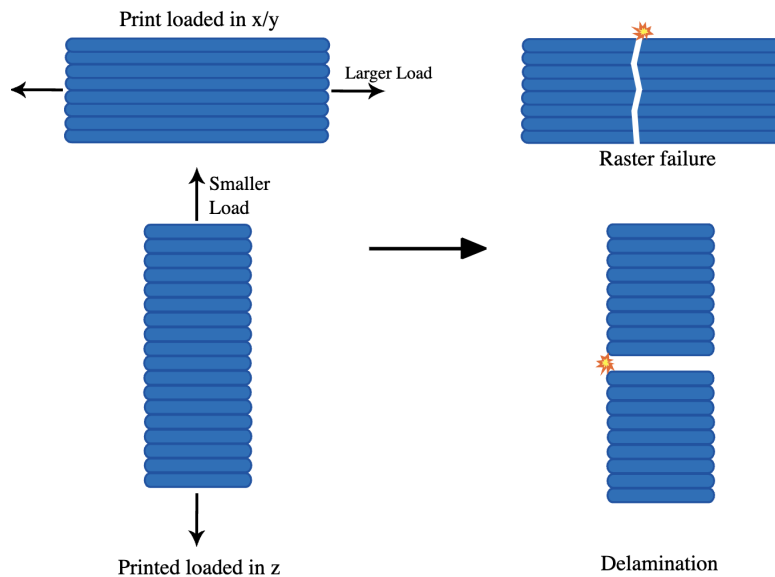 Print loaded in x/y
Larger Load
Raster failure
Smaller
Load
Printed loaded in z
Delamination